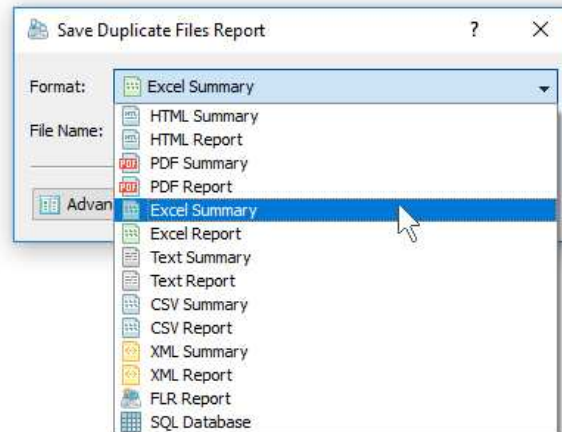 Save Duplicate Files Report
Format:
Excel Summary
HTML Summary
File Name:
HTML Report
PDF Summary
PDF Report
Advan
Excel Summary
Excel Report
Text Summary
Text Report
CSV Summary
CSV Report
XML Summary
XML Report
FLR Report
SQL Database